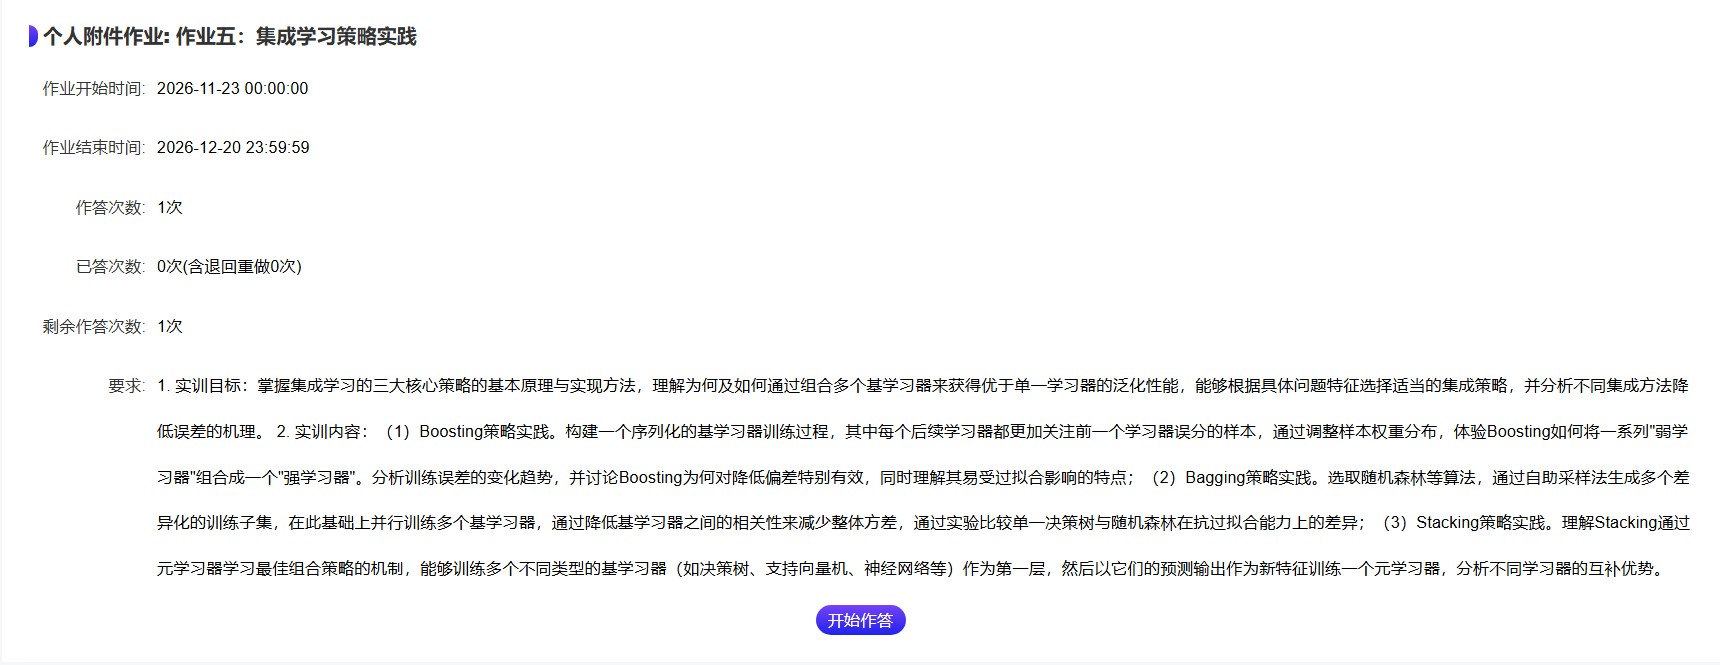 个人附件作业: 作业五：集成学习策略实践
作业开始时间: 2026-11-23 00:00:00
作业结束时间: 2026-12-20 23:59:59
作答次数: 1次
已答次数: 0次(含退回重做0次)
剩余作答次数: 1次
要求: 1. 实训目标：掌握集成学习的三大核心策略的基本原理与实现方法，理解为何及如何通过组合多个基学习器来获得优于单一学习器的泛化性能，能够根据具体问题特征选择适当的集成策略，并分析不同集成方法降
低误差的机理。 2. 实训内容：（1）Boosting策略实践。构建一个序列化的基学习器训练过程，其中每个后续学习器都更加关注前一个学习器误分的样本，通过调整样本权重分布，体验Boosting如何将一系列"弱学
习器"组合成一个"强学习器"。分析训练误差的变化趋势，并讨论Boosting为何对降低偏差特别有效，同时理解其易受过拟合影响的特点；（2）Bagging策略实践。选取随机森林等算法，通过自助采样法生成多个差
异化的训练子集，在此基础上并行训练多个基学习器，通过降低基学习器之间的相关性来减少整体方差，通过实验比较单一决策树与随机森林在抗过拟合能力上的差异；（3）Stacking策略实践。理解Stacking通过
元学习器学习最佳组合策略的机制，能够训练多个不同类型的基学习器（如决策树、支持向量机、神经网络等）作为第一层，然后以它们的预测输出作为新特征训练一个元学习器，分析不同学习器的互补优势。
开始作答